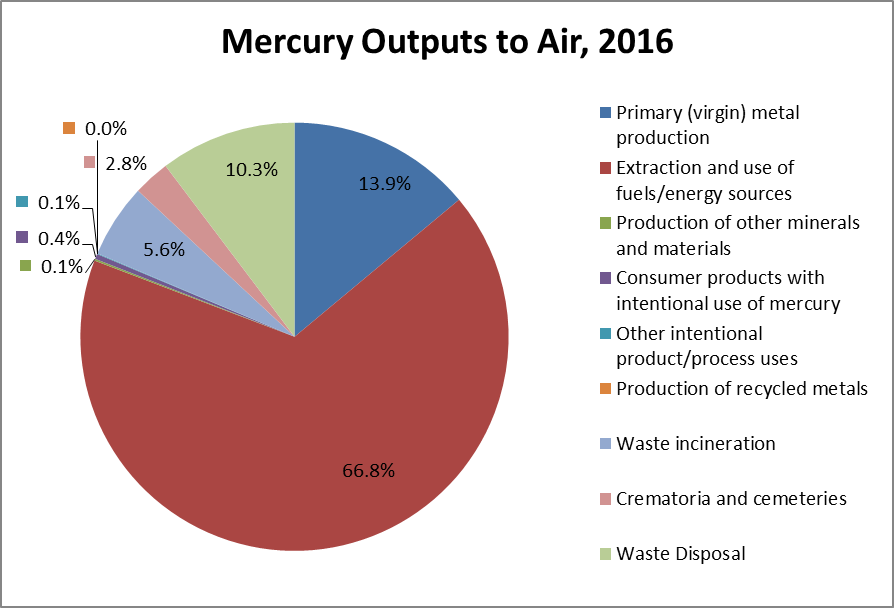 Mercury Outputs to Air, 2016
0.0%
2.8%
0.1%
0.4%
0.1%
5.6%
10.3%
13.9%
66.8%
Primary (virgin) metal
production
Extraction and use of
fuels/energy sources
Production of other minerals
and materials
Consumer products with
intentional use of mercury
Other intentional
product/process uses
Production of recycled metals
Waste incineration
Crematoria and cemeteries
Waste Disposal